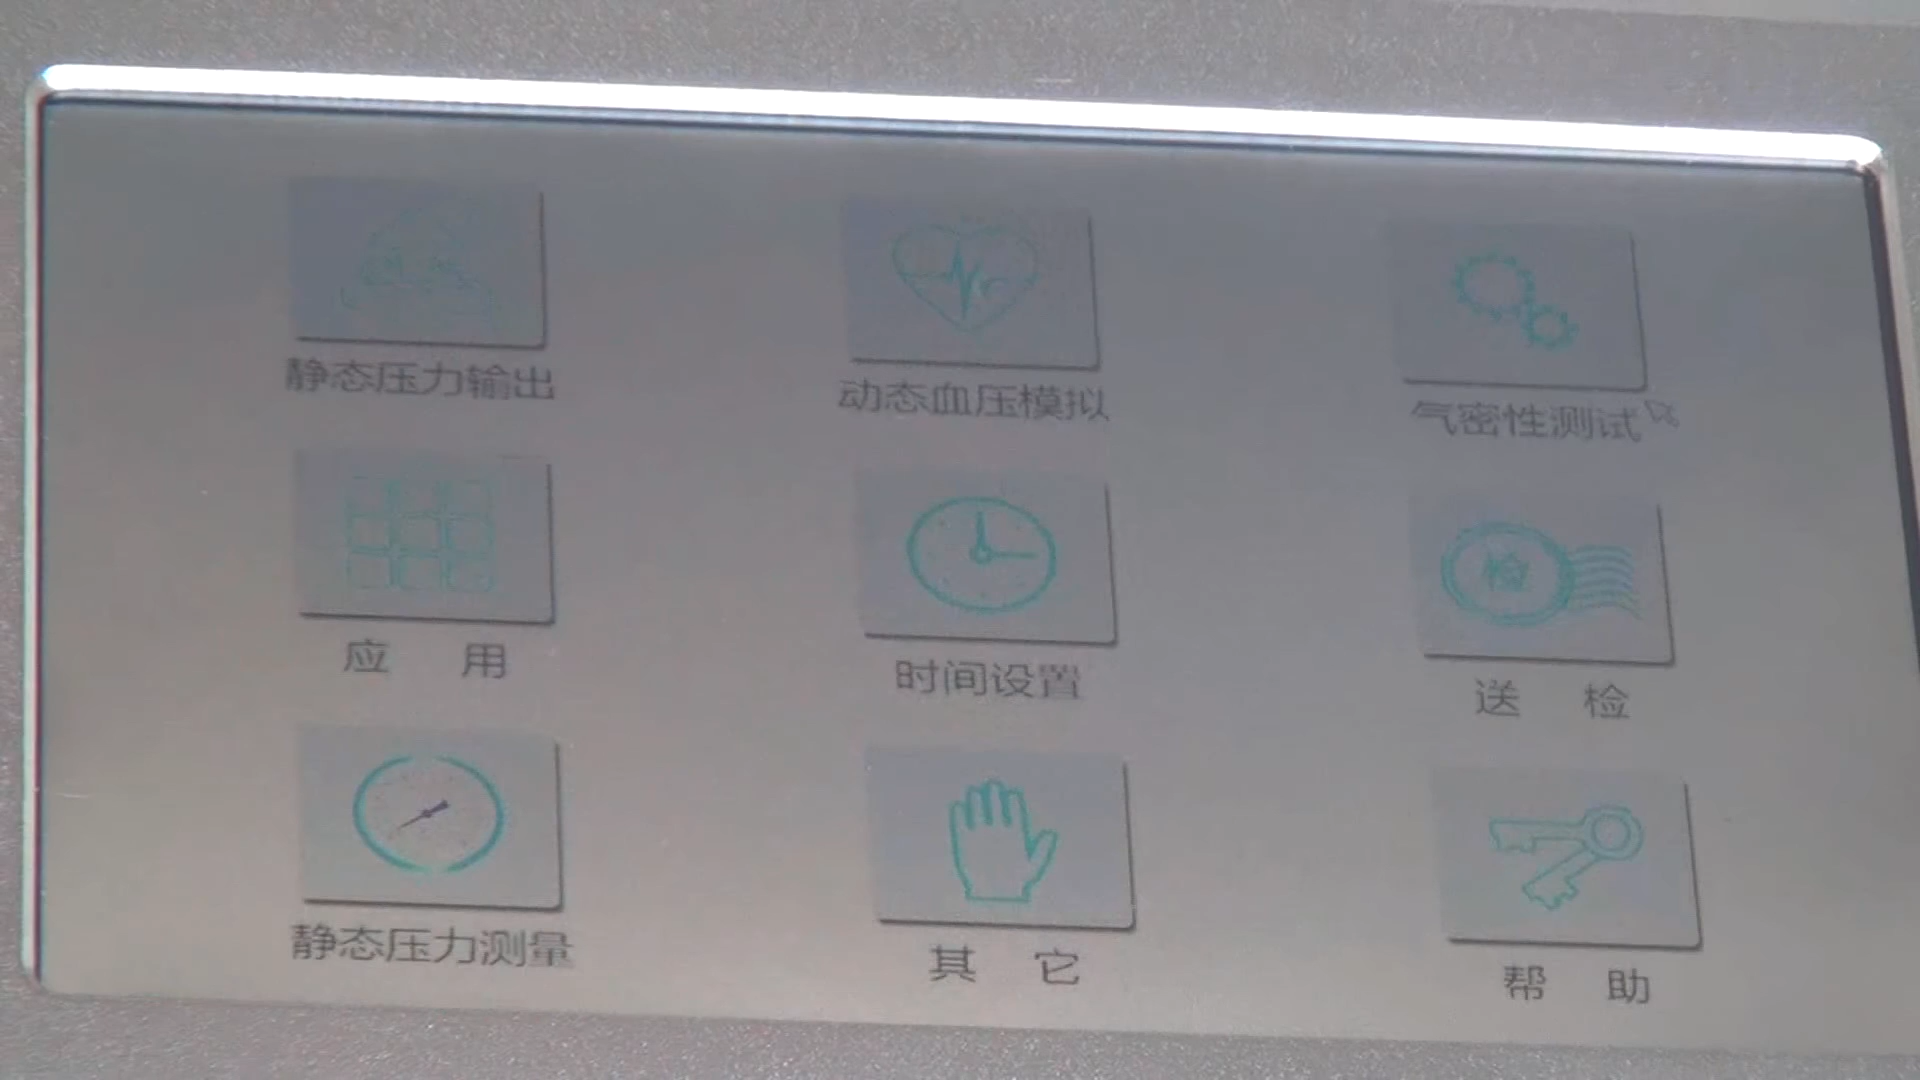 静态压力输出
动态血压模拟
气密性测试
应 用
时间设置
检
送 检
静态压力测量
其 它
帮 助